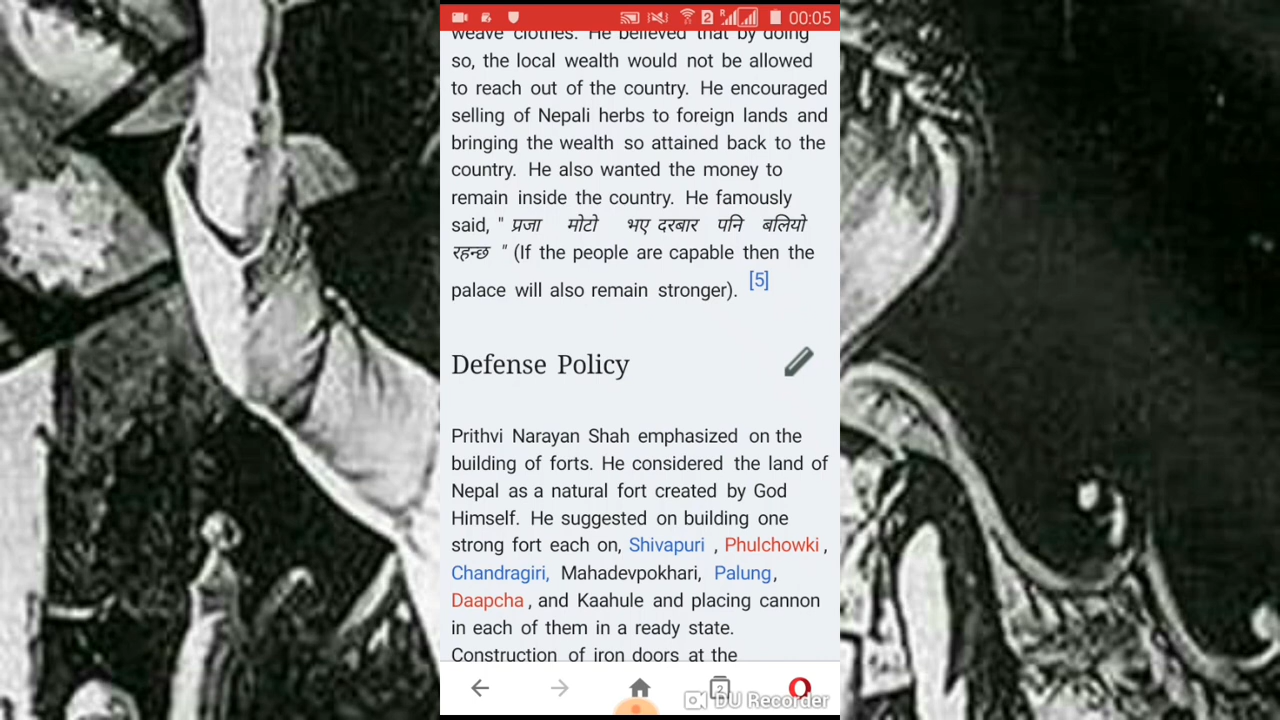 00:05
weave clothes. He believed that by doing
so, the local wealth would not be allowed
to reach out of the country. He encouraged
selling of Nepali herbs to foreign lands and
bringing the wealth so attained back to the
country. He also wanted the money to
remain inside the country. He famously
said, " प्रजा मोटो भए दरबार पनि बलियो
रहन्छ " (If the people are capable then the
palace will also remain stronger). [5]
Defense Policy
Prithvi Narayan Shah emphasized on the
building of forts. He considered the land of
Nepal as a natural fort created by God
Himself. He suggested on building one
strong fort each on, Shivapuri , Phulchowki ,
Chandragiri, Mahadevpokhari, Palung,
Daapcha , and Kaahule and placing cannon
in each of them in a ready state.
Construction of iron doors at the
2
DU Recorder